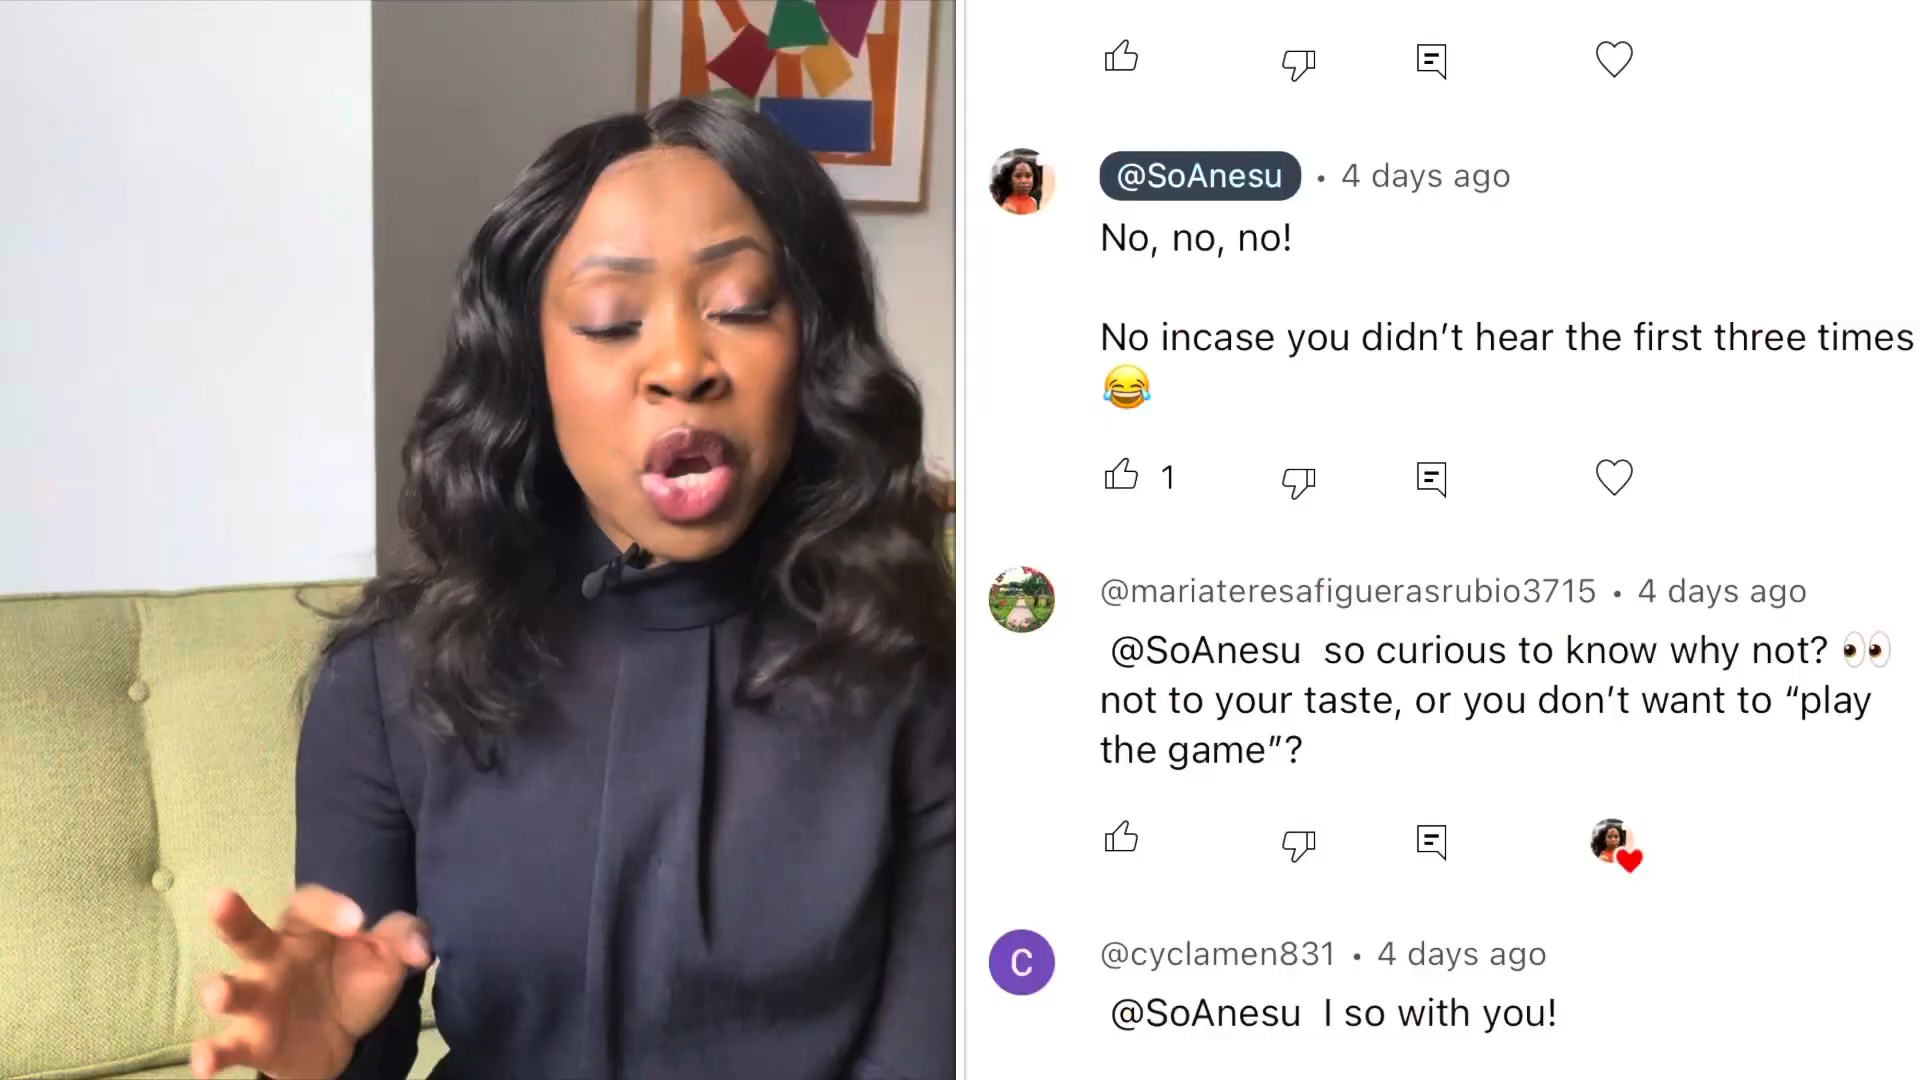 @SoAnesu • 4 days ago
No, no, no!
No incase you didn’t hear the first three times
😂
1
@mariateresafiguerasrubio3715 • 4 days ago
@SoAnesu so curious to know why not? 👀
not to your taste, or you don’t want to “play
the game”?
C
@cyclamen831 • 4 days ago
@SoAnesu I so with you!